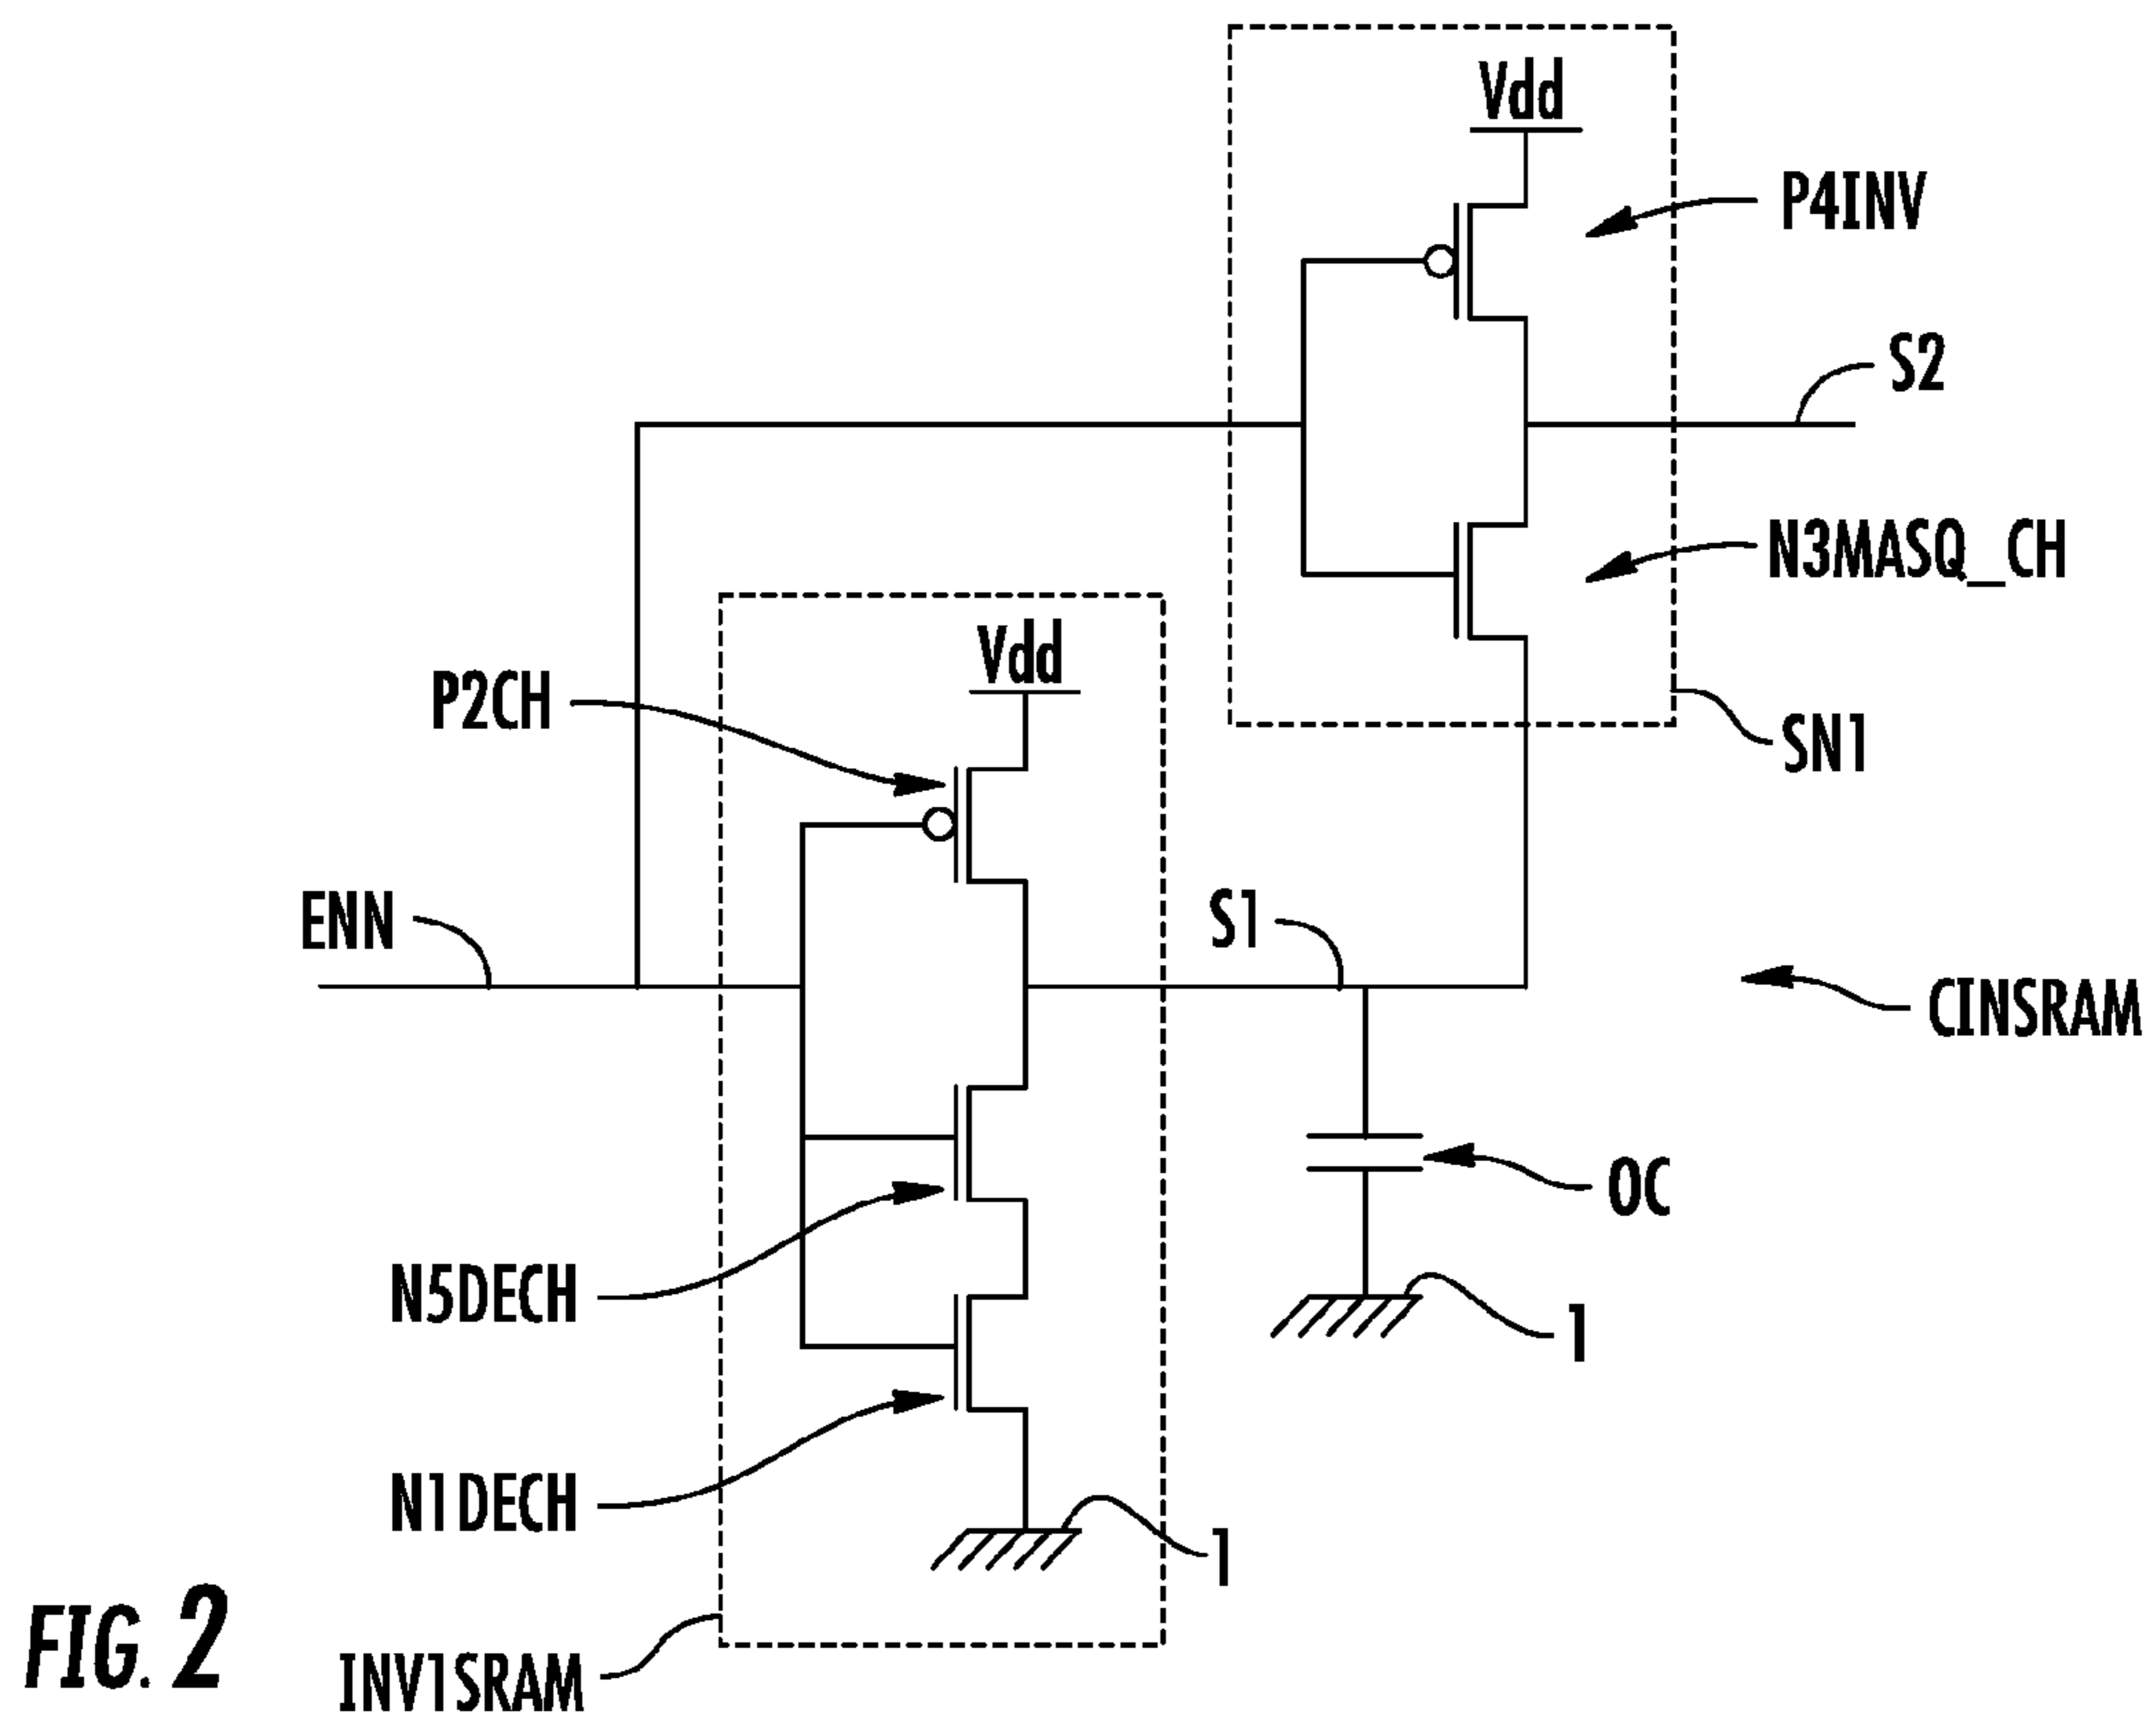 Vdd
P4INV
S2
N3MASQ_CH
Vdd
P2CH
SN1
ENN
S1
CINSRAM
OC
N5DECH
1
N1DECH
1
INV1SRAM
FIG. 2